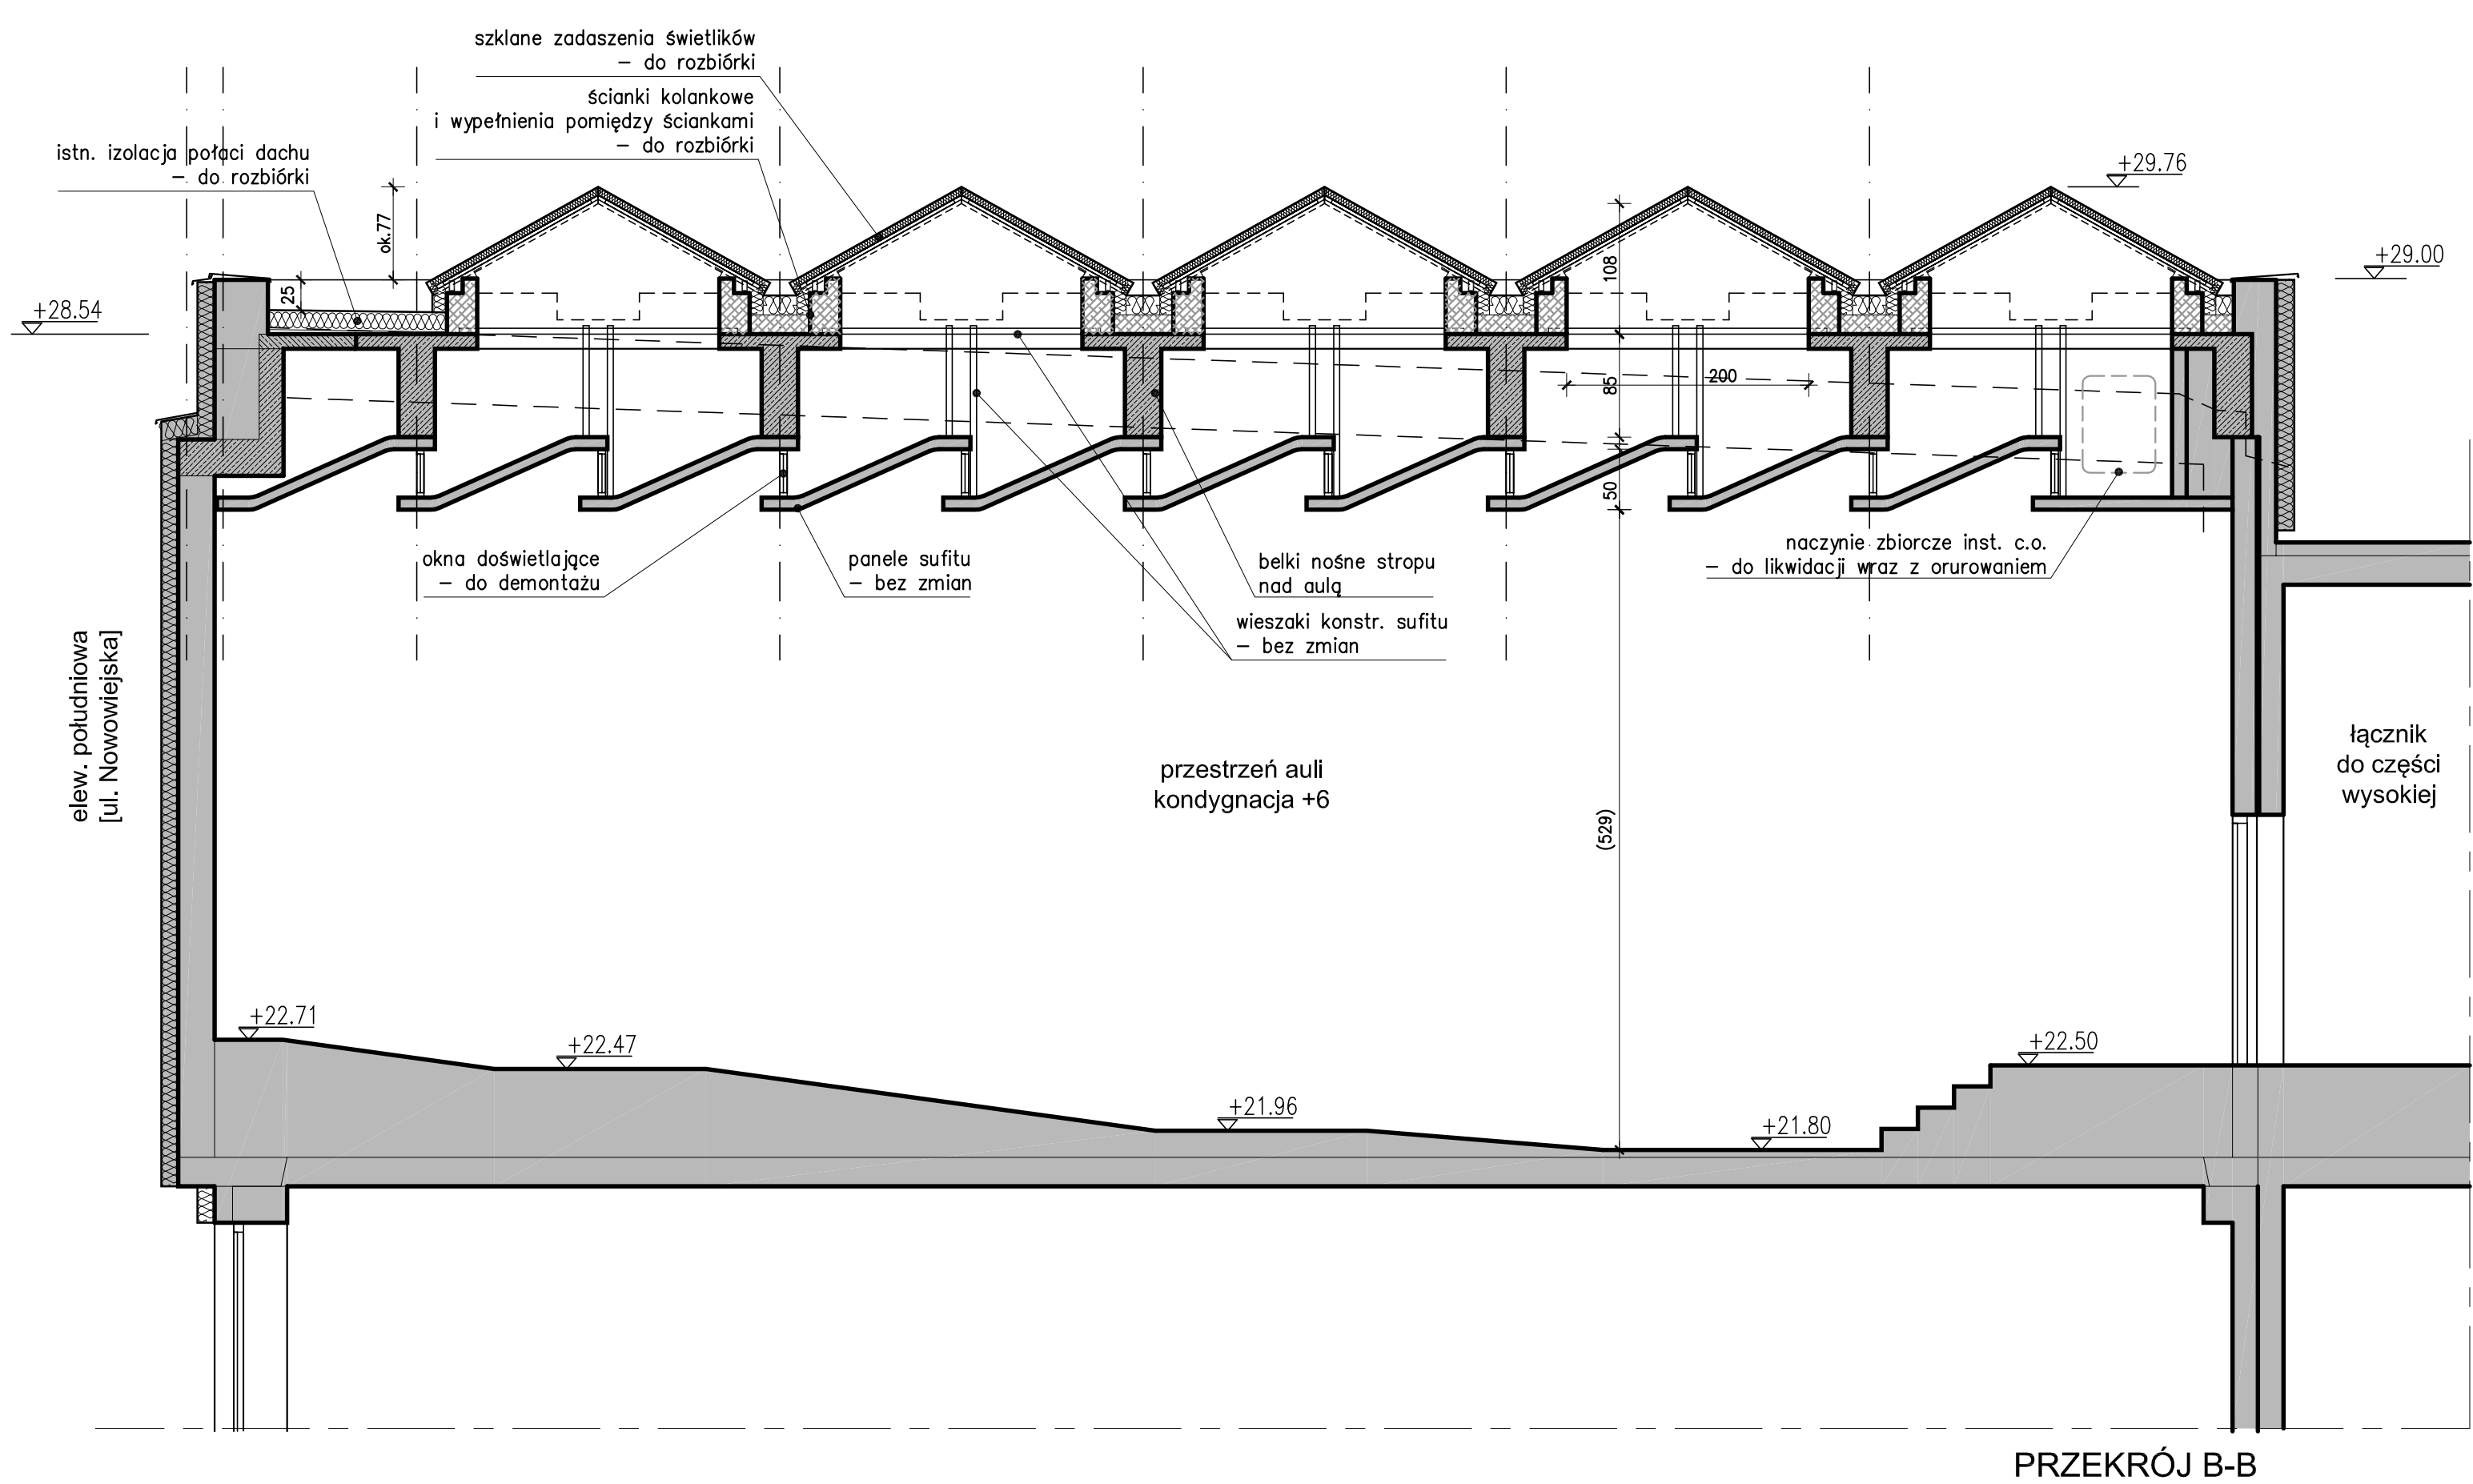 szklane zadaszenia świetlików
– do rozbiórki
ścianki kolankowe
i wypełnienia pomiędzy ściankami
– do rozbiórki
istn. izolacja połaci dachu
– do rozbiórki
ok.77
25
+28.54
+29.76
+29.00
108
85
200
50
okna doświetlające
– do demontażu
panele sufitu
– bez zmian
belki nośne stropu
nad aulą
wieszaki konstr. sufitu
– bez zmian
naczynie zbiorcze inst. c.o.
– do likwidacji wraz z orurowaniem
elew. południowa
[ul. Nowowiejska]
przestrzeń auli
kondygnacja +6
(529)
łącznik
do części
wysokiej
+22.71
+22.47
+21.96
+21.80
+22.50
PRZEKRÓJ B-B